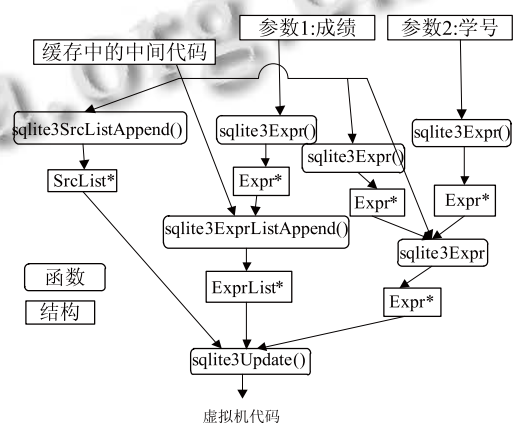 参数1:成绩
参数2:学号
缓存中的中间代码
sqlite3SrcListAppend()
sqlite3Expr()
sqlite3Expr()
sqlite3Expr()
SrcList*
Expr*
Expr*
Expr*
sqlite3ExprListAppend()
sqlite3Expr
函数
ExprList*
Expr*
结构
sqlite3Update()
虚拟机代码